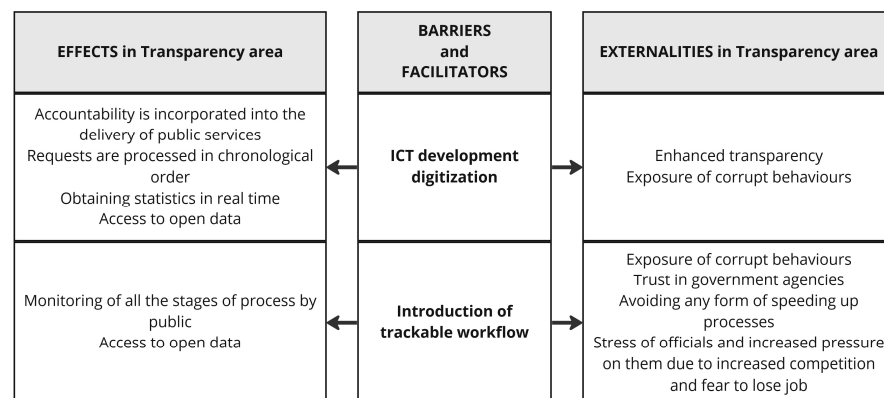 EFFECTS in Transparency area
BARRIERS
and
FACILITATORS
EXTERNALITIES in Transparency area
Accountability is incorporated into the
delivery of public services
Requests are processed in chronological
order
Obtaining statistics in real time
Access to open data
ICT development
digitization
Enhanced transparency
Exposure of corrupt behaviours
Monitoring of all the stages of process by
public
Access to open data
Introduction of
trackable workflow
Exposure of corrupt behaviours
Trust in government agencies
Avoiding any form of speeding up
processes
Stress of officials and increased pressure
on them due to increased competition
and fear to lose job